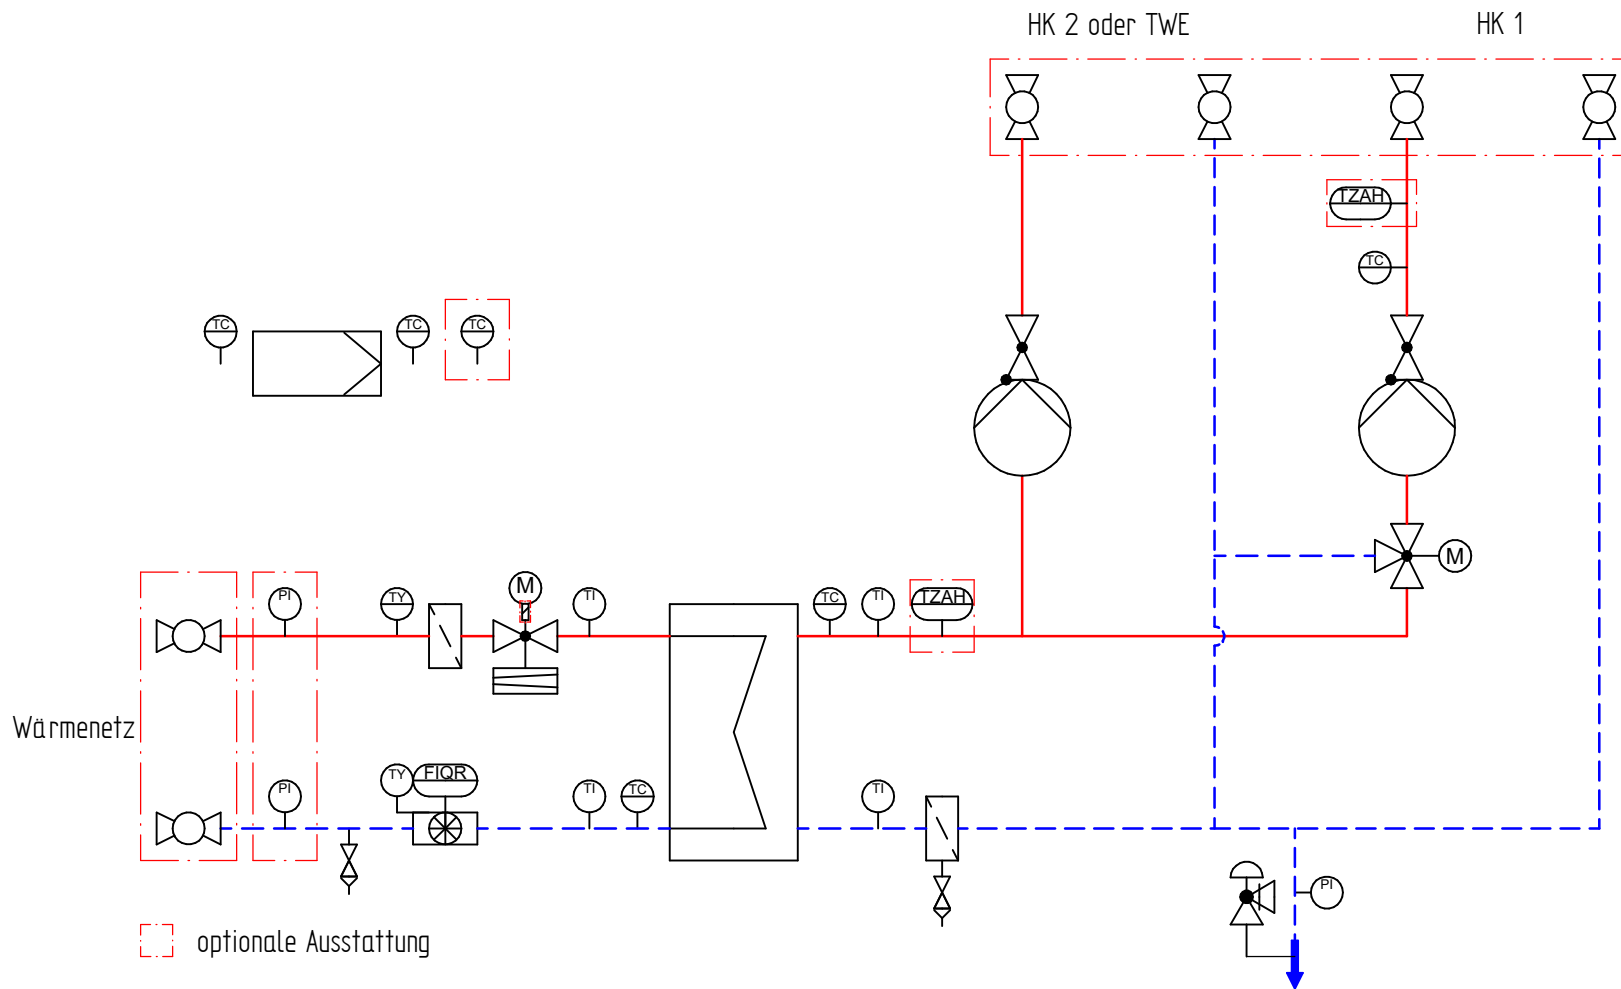 HK 2 oder TWE
HK 1
TZAH
TC
TC
TC
TC
M
PI
TY
M
TI
TC
TI
TZAH
Wärmenetz
PI
TY
FIQR
TI
TC
TI
PI
optionale Ausstattung